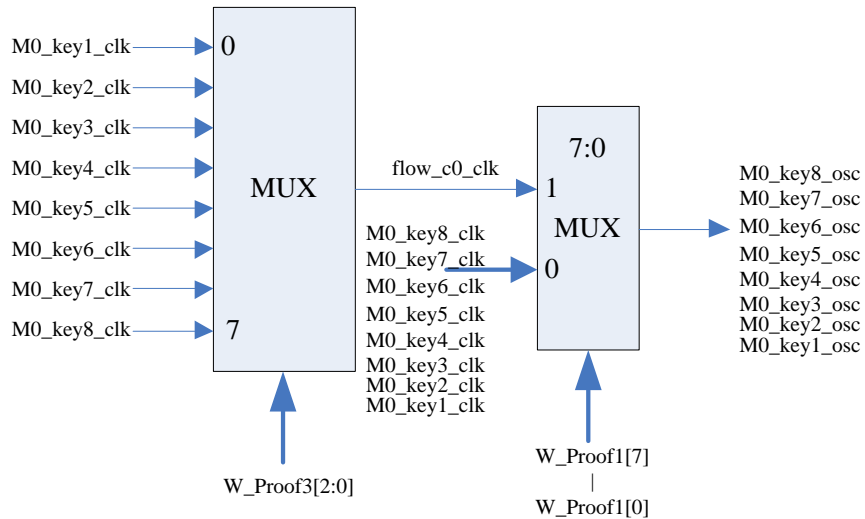 M0_key1_clk
M0_key2_clk
M0_key3_clk
M0_key4_clk
M0_key5_clk
M0_key6_clk
M0_key7_clk
M0_key8_clk
0
MUX
7
W_Proof3[2:0]
flow_c0_clk
M0_key8_clk
M0_key7_clk
M0_key6_clk
M0_key5_clk
M0_key4_clk
M0_key3_clk
M0_key2_clk
M0_key1_clk
7:0
1
MUX
0
W_Proof1[7]
|
W_Proof1[0]
M0_key8_osc
M0_key7_osc
M0_key6_osc
M0_key5_osc
M0_key4_osc
M0_key3_osc
M0_key2_osc
M0_key1_osc